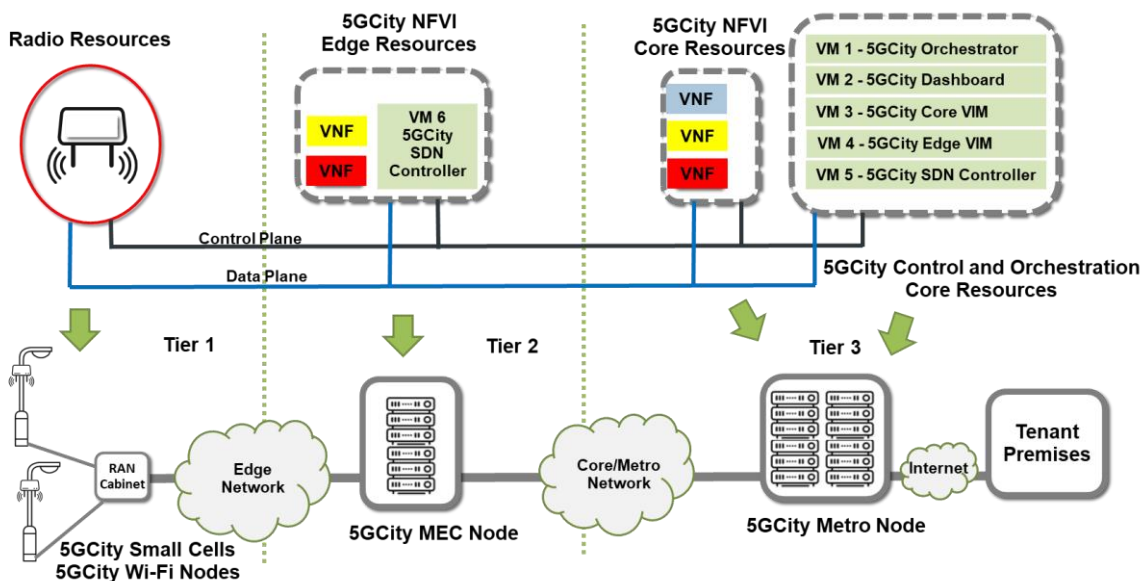 Radio Resources
5GCity NFVI
Edge Resources
VNF
VNF
VM 6
5GCity
SDN
Controller
5GCity NFVI
Core Resources
VNF
VNF
VNF
VM 1 - 5GCity Orchestrator
VM 2 - 5GCity Dashboard
VM 3 - 5GCity Core VIM
VM 4 - 5GCity Edge VIM
VM 5 - 5GCity SDN Controller
Control Plane
Data Plane
5GCity Control and Orchestration
Core Resources
Tier 1
Tier 2
Tier 3
RAN
Cabinet
Edge
Network
Core/Metro
Network
Internet
Tenant
Premises
5GCity MEC Node
5GCity Metro Node
5GCity Small Cells
5GCity Wi-Fi Nodes